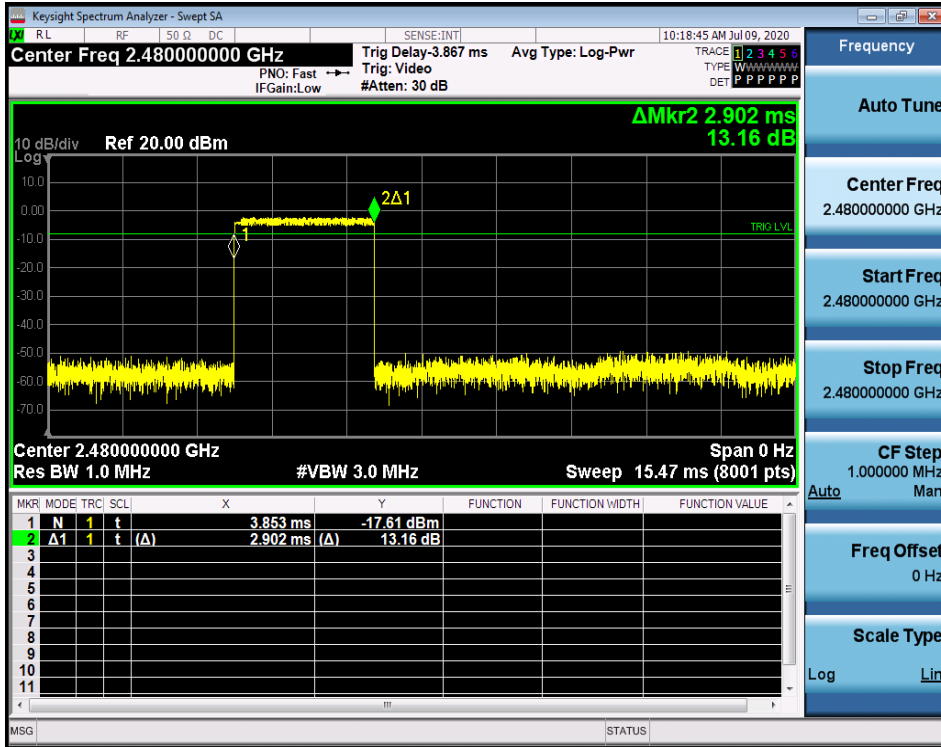 Keysight Spectrum Analyzer - Swept SA
LXI RL RF 50 Ω DC SENSE:INT 10:18:45 AM Jul 09, 2020
Center Freq 2.480000000 GHz
PNO: Fast
IFGain:Low
Trig Delay-3.867 ms
Trig: Video
#Atten: 30 dB
Avg Type: Log-Pwr
TRACE 1 2 3 4 5 6
TYPE WWWWWW
DET P P P P P P
ΔMkr2 2.902 ms
13.16 dB
10 dB/div Ref 20.00 dBm
Log
10.0
0.00
-10.0
-20.0
-30.0
-40.0
-50.0
-60.0
-70.0
2Δ1
1
TRIG LVL
Center 2.480000000 GHz Span 0 Hz
Res BW 1.0 MHz #VBW 3.0 MHz Sweep 15.47 ms (8001 pts)
MKR MODE TRC SCL X Y FUNCTION FUNCTION WIDTH FUNCTION VALUE
1 N 1 t 3.853 ms -17.61 dBm
2 Δ1 1 t (Δ) 2.902 ms (Δ) 13.16 dB
3
4
5
6
7
8
9
10
11
MSG STATUS
Frequency
Auto Tune
Center Freq
2.480000000 GHz
Start Freq
2.480000000 GHz
Stop Freq
2.480000000 GHz
CF Step
1.000000 MHz
Auto Man
Freq Offset
0 Hz
Scale Type
Log Lin